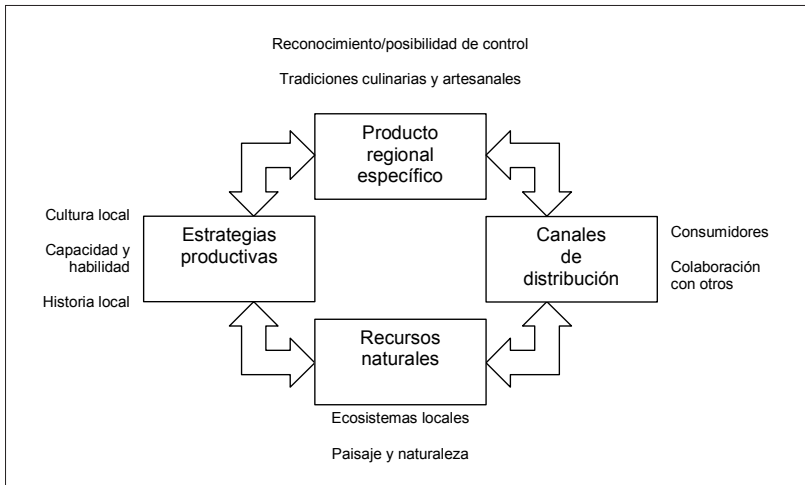 Reconocimiento/posibilidad de control
Tradiciones culinarias y artesanales
Producto
regional
específico
Cultura local
Capacidad y
habilidad
Historia local
Estrategias
productivas
Canales
de
distribución
Consumidores
Colaboración
con otros
Recursos
naturales
Ecosistemas locales
Paisaje y naturaleza